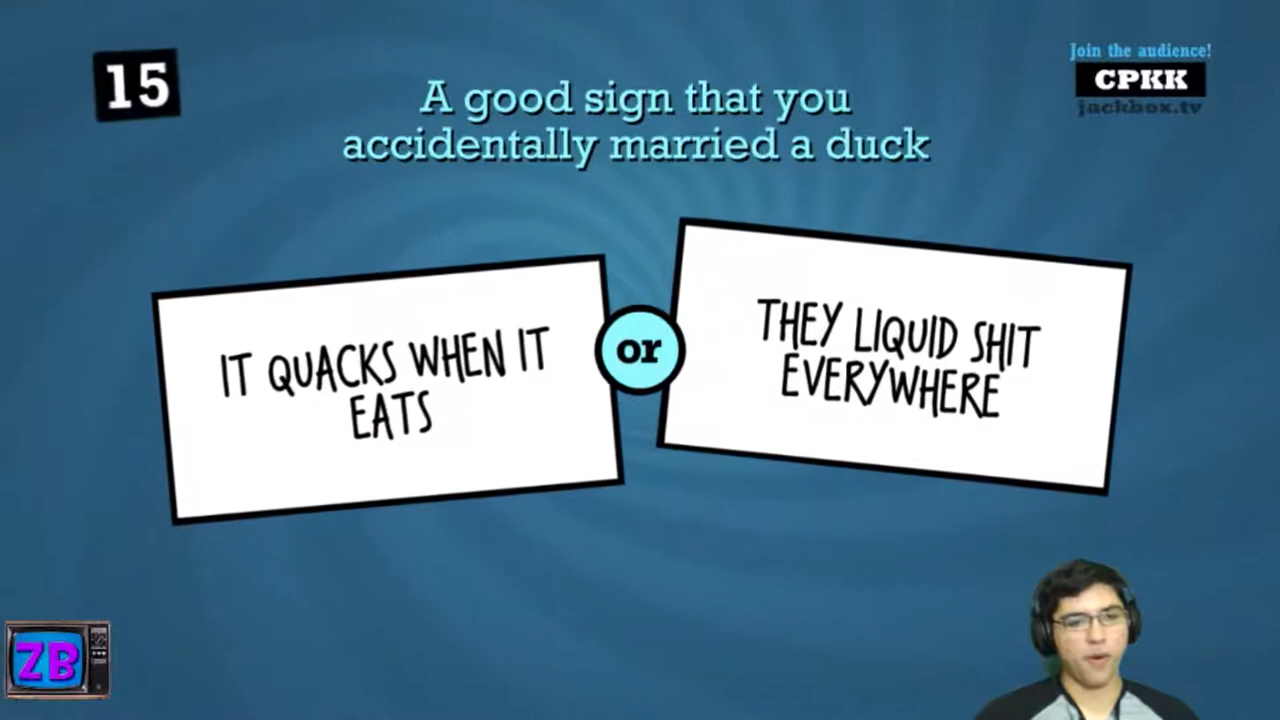 15
Join the audience!
CPKK
jackbox.tv
A good sign that you
accidentally married a duck
IT QUACKS WHEN IT
EATS
or
THEY LIQUID SHIT
EVERYWHERE
ZB